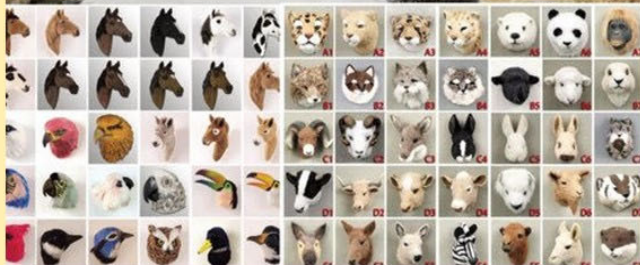 A1 A2 A3 A4 A5 A6
B1 B2 B3 B4 B5 B6
C1 C2 C3 C4 C5 C6
D1 D2 D3 D4 D5 D6